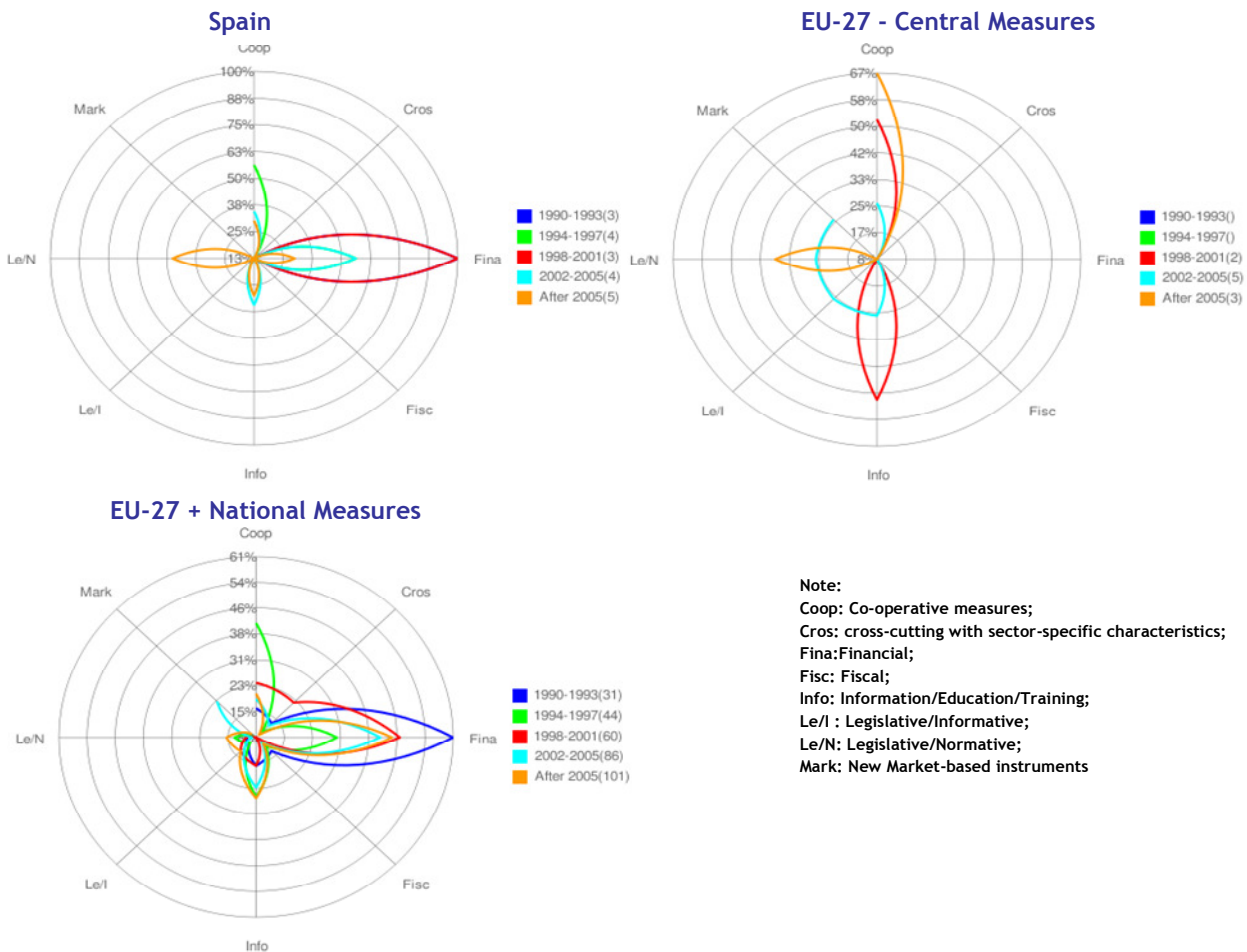 Spain
Coop
100%
88%
75%
63%
50%
38%
25%
13%
Mark
Cros
Le/N
Fina
Le/I
Fisc
Info
1990-1993(3)
1994-1997(4)
1998-2001(3)
2002-2005(4)
After 2005(5)
EU-27 - Central Measures
Coop
67%
58%
50%
42%
33%
25%
17%
8%
Mark
Cros
Le/N
Fina
Le/I
Fisc
Info
1990-1993()
1994-1997()
1998-2001(2)
2002-2005(5)
After 2005(3)
EU-27 + National Measures
Coop
61%
54%
46%
38%
31%
23%
15%
Mark
Cros
Le/N
Fina
Le/I
Fisc
Info
1990-1993(31)
1994-1997(44)
1998-2001(60)
2002-2005(86)
After 2005(101)
Note:
Coop: Co-operative measures;
Cros: cross-cutting with sector-specific characteristics;
Fina:Financial;
Fisc: Fiscal;
Info: Information/Education/Training;
Le/I : Legislative/Informative;
Le/N: Legislative/Normative;
Mark: New Market-based instruments